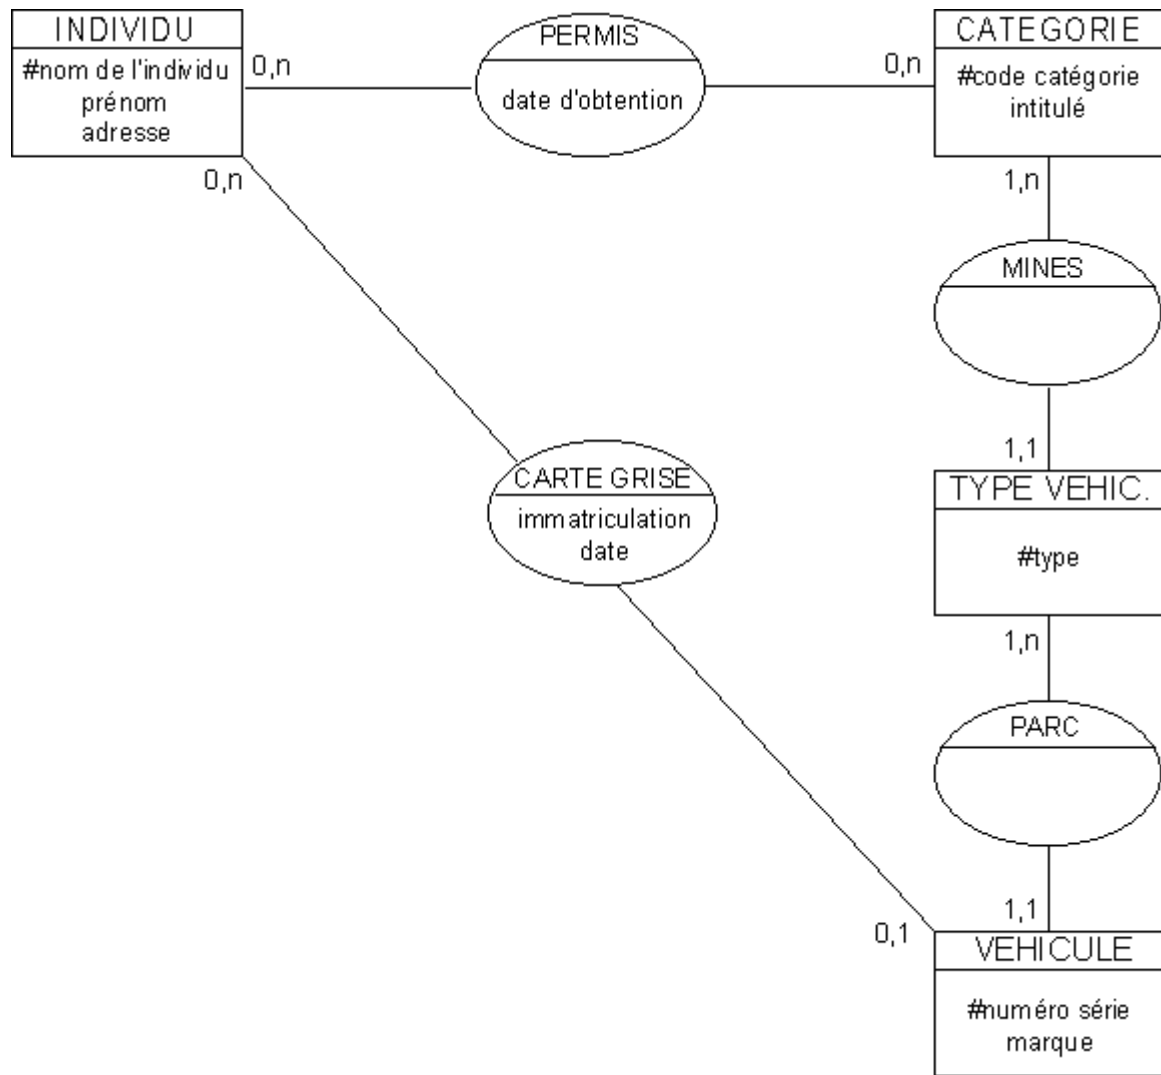 INDIVIDU
#nom de l'individu
prénom
adresse
0,n
PERMIS
date d'obtention
0,n
CATEGORIE
#code catégorie
intitulé
0,n
1,n
MINES
CARTE GRISE
immatriculation
date
1,1
TYPE VEHIC.
#type
1,n
PARC
0,1
1,1
VEHICULE
#numéro série
marque